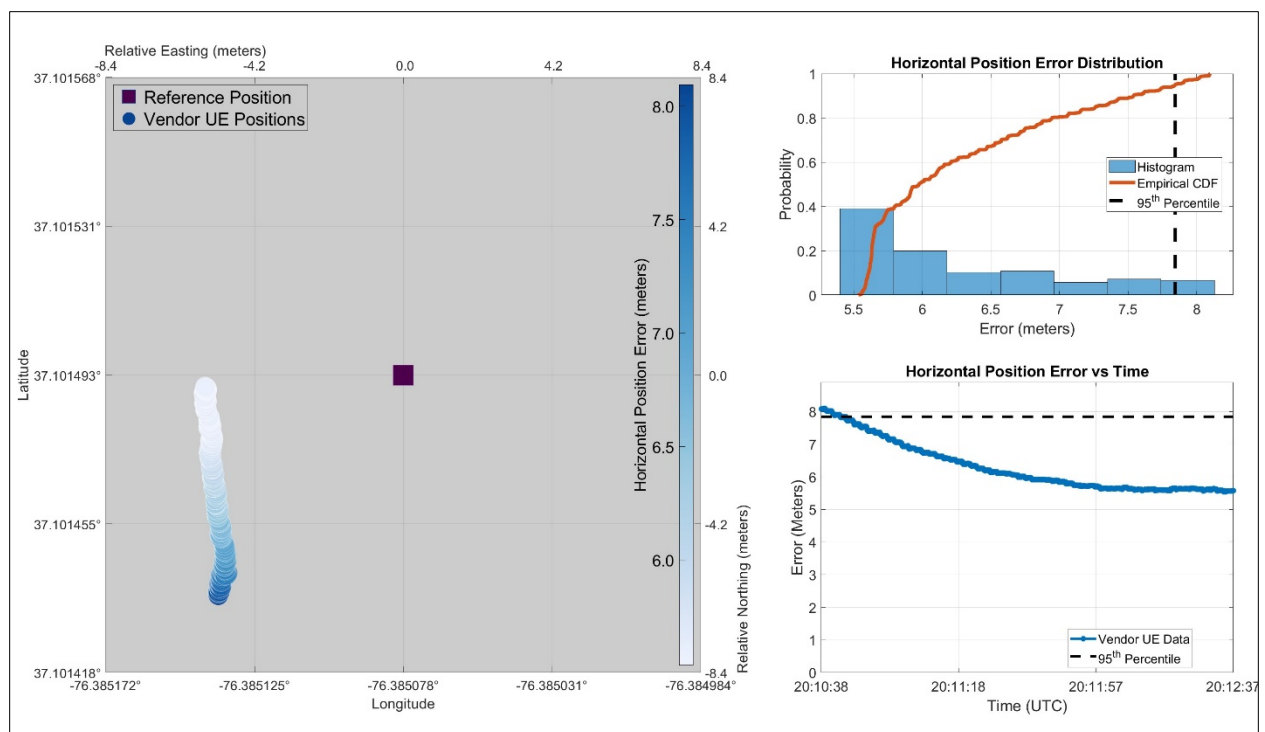 Relative Easting (meters)
-8.4 -4.2 0.0 4.2 8.4
37.101568°
37.101531°
37.101493°
37.101455°
37.101418°
Latitude
Reference Position
Vendor UE Positions
8.0
7.5
7.0
6.5
6.0
Horizontal Position Error (meters)
8.4
4.2
0.0
-4.2
-8.4
Relative Northing (meters)
-76.385172° -76.385125° -76.385078° -76.385031° -76.384984°
Longitude
Horizontal Position Error Distribution
1
0.8
0.6
0.4
0.2
0
Probability
Histogram
Empirical CDF
95th Percentile
5.5 6 6.5 7 7.5 8
Error (meters)
Horizontal Position Error vs Time
8
7
6
5
4
3
2
1
0
Error (Meters)
Vendor UE Data
95th Percentile
20:10:38 20:11:18 20:11:57 20:12:37
Time (UTC)